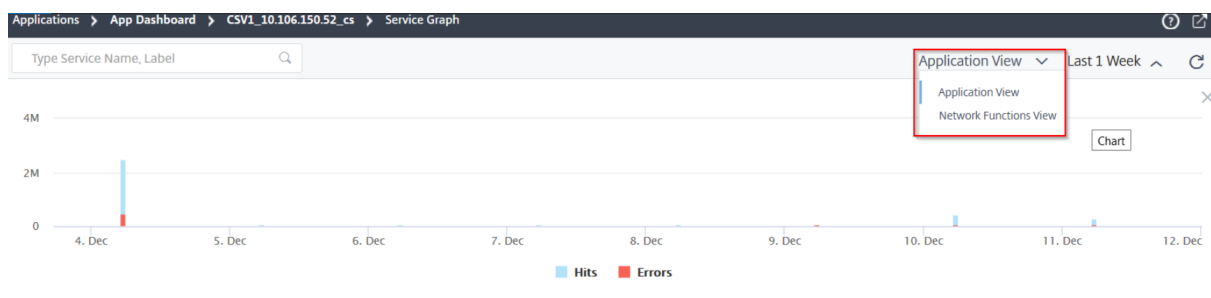 Applications > App Dashboard > CSV1_10.106.150.52_cs > Service Graph
Type Service Name, Label
Application View
Last 1 Week
Application View
Network Functions View
Chart
4M
2M
0
4. Dec 5. Dec 6. Dec 7. Dec 8. Dec 9. Dec 10. Dec 11. Dec 12. Dec
Hits Errors